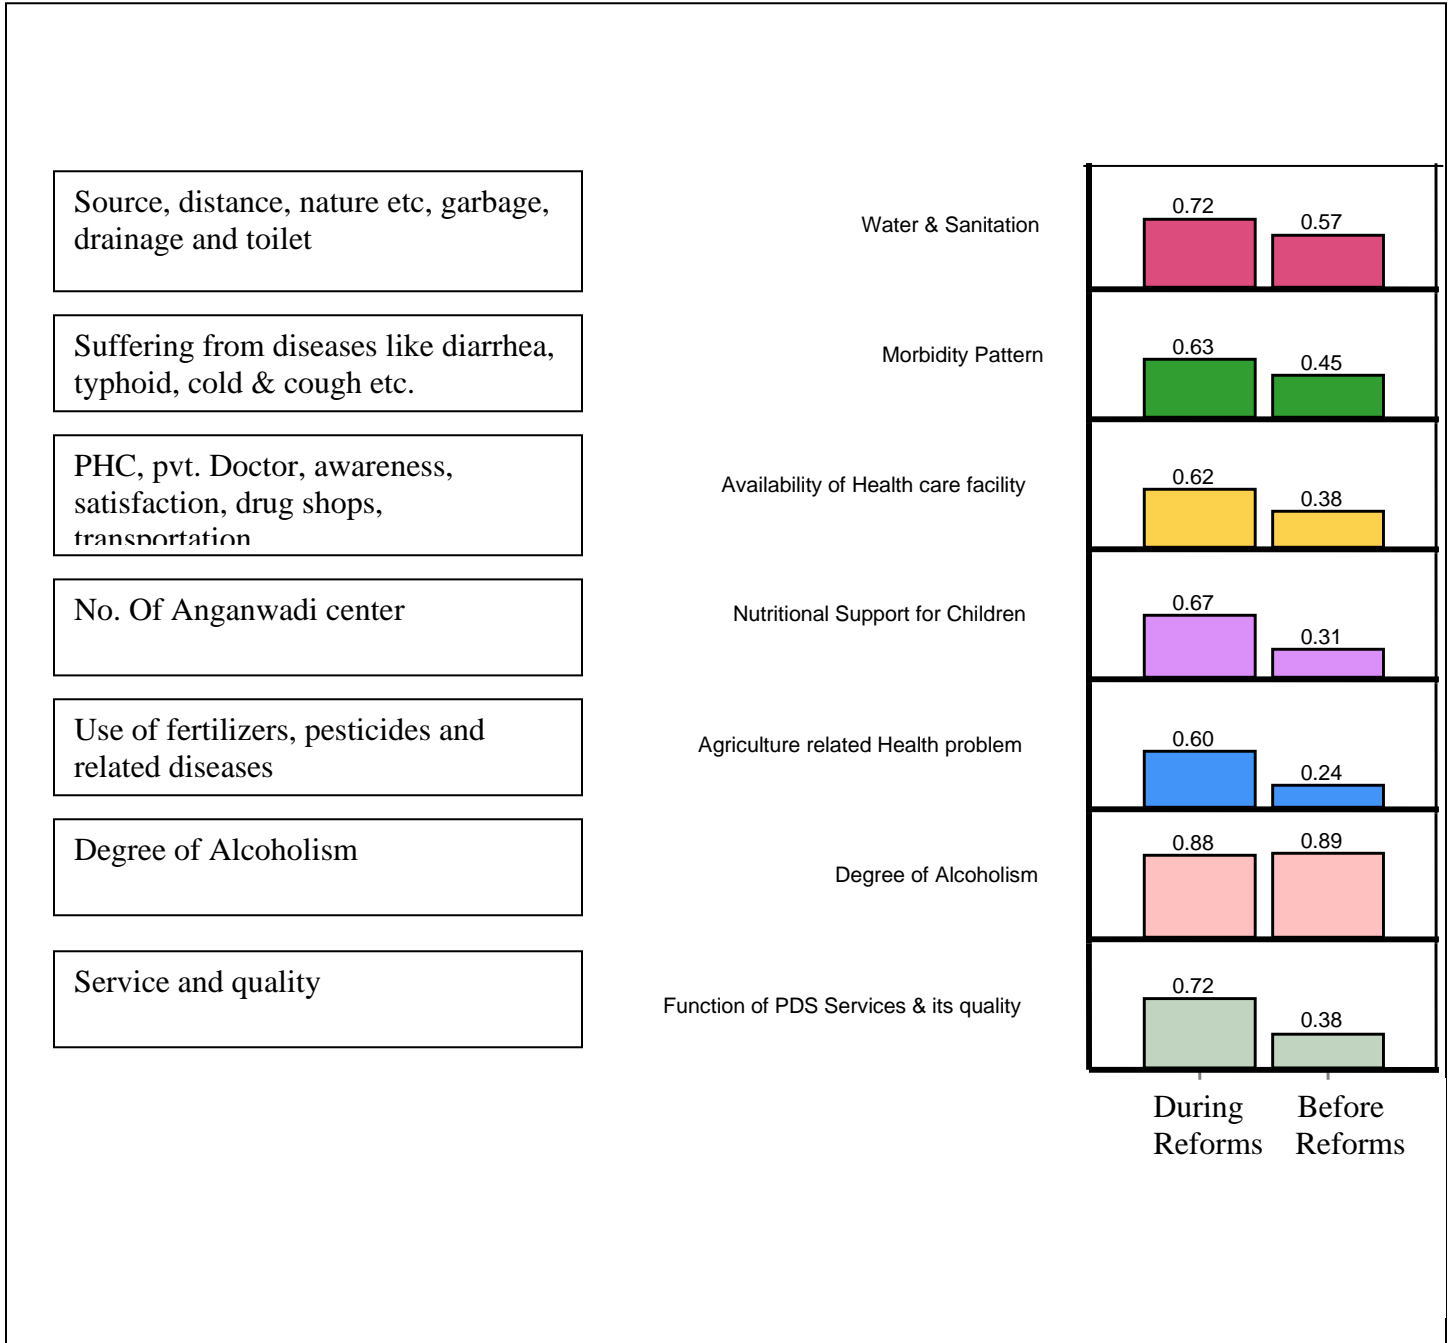 Source, distance, nature etc, garbage,
drainage and toilet
Water & Sanitation
0.72
0.57
Suffering from diseases like diarrhea,
typhoid, cold & cough etc.
Morbidity Pattern
0.63
0.45
PHC, pvt. Doctor, awareness,
satisfaction, drug shops,
transportation
Availability of Health care facility
0.62
0.38
No. Of Anganwadi center
Nutritional Support for Children
0.67
0.31
Use of fertilizers, pesticides and
related diseases
Agriculture related Health problem
0.60
0.24
Degree of Alcoholism
Degree of Alcoholism
0.88
0.89
Service and quality
Function of PDS Services & its quality
0.72
0.38
During
Reforms
Before
Reforms